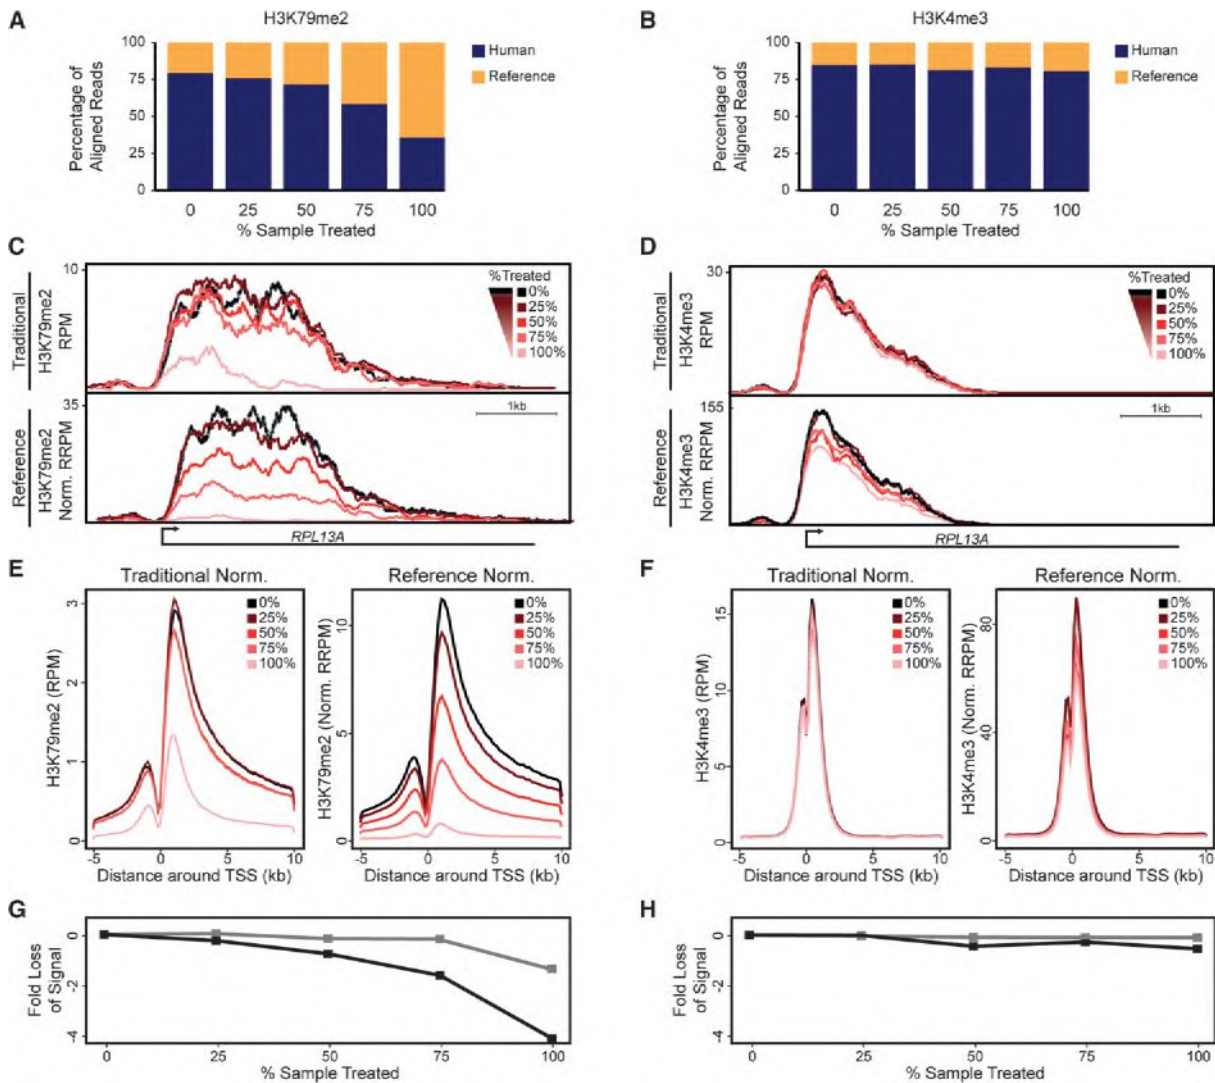 A
H3K79me2
Percentage of
Aligned Reads
100
75
50
25
0
Human
Reference
0 25 50 75 100
% Sample Treated
B
H3K4me3
Percentage of
Aligned Reads
100
75
50
25
0
Human
Reference
0 25 50 75 100
% Sample Treated
C
Traditional
H3K79me2
RPM
10
%Treated
0%
25%
50%
75%
100%
Reference
H3K79me2
Norm. RRPM
35
1kb
RPL13A
D
Traditional
H3K4me3
RPM
30
%Treated
0%
25%
50%
75%
100%
Reference
H3K4me3
Norm. RRPM
155
1kb
RPL13A
E
Traditional Norm.
H3K79me2 (RPM)
3
2
1
0
0%
25%
50%
75%
100%
-5 0 5 10
Distance around TSS (kb)
Reference Norm.
H3K79me2 (Norm. RRPM)
10
5
0
0%
25%
50%
75%
100%
-5 0 5 10
Distance around TSS (kb)
F
Traditional Norm.
H3K4me3 (RPM)
15
10
5
0
0%
25%
50%
75%
100%
-5 0 5 10
Distance around TSS (kb)
Reference Norm.
H3K4me3 (Norm. RRPM)
80
40
0
0%
25%
50%
75%
100%
-5 0 5 10
Distance around TSS (kb)
G
Fold Loss
of Signal
0
-2
-4
0 25 50 75 100
% Sample Treated
H
Fold Loss
of Signal
0
-2
-4
0 25 50 75 100
% Sample Treated